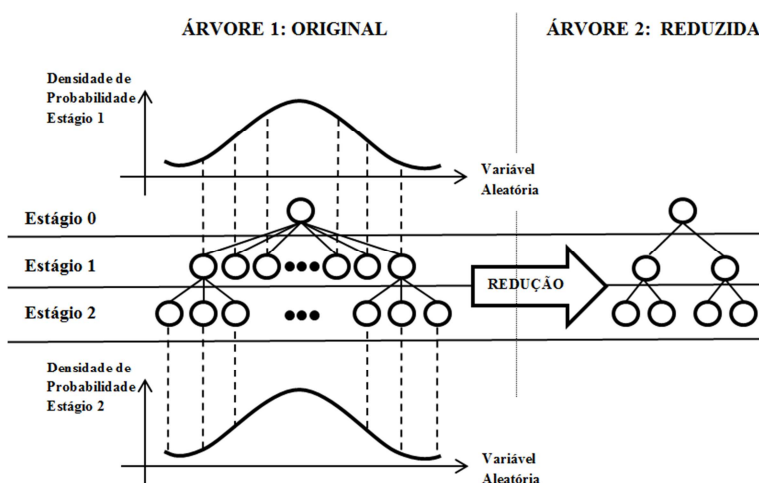 ÁRVORE 1: ORIGINAL
ÁRVORE 2: REDUZIDA
Densidade de
Probabilidade
Estágio 1
Variável
Aleatória
Estágio 0
Estágio 1
REDUÇÃO
Estágio 2
Densidade de
Probabilidade
Estágio 2
Variável
Aleatória